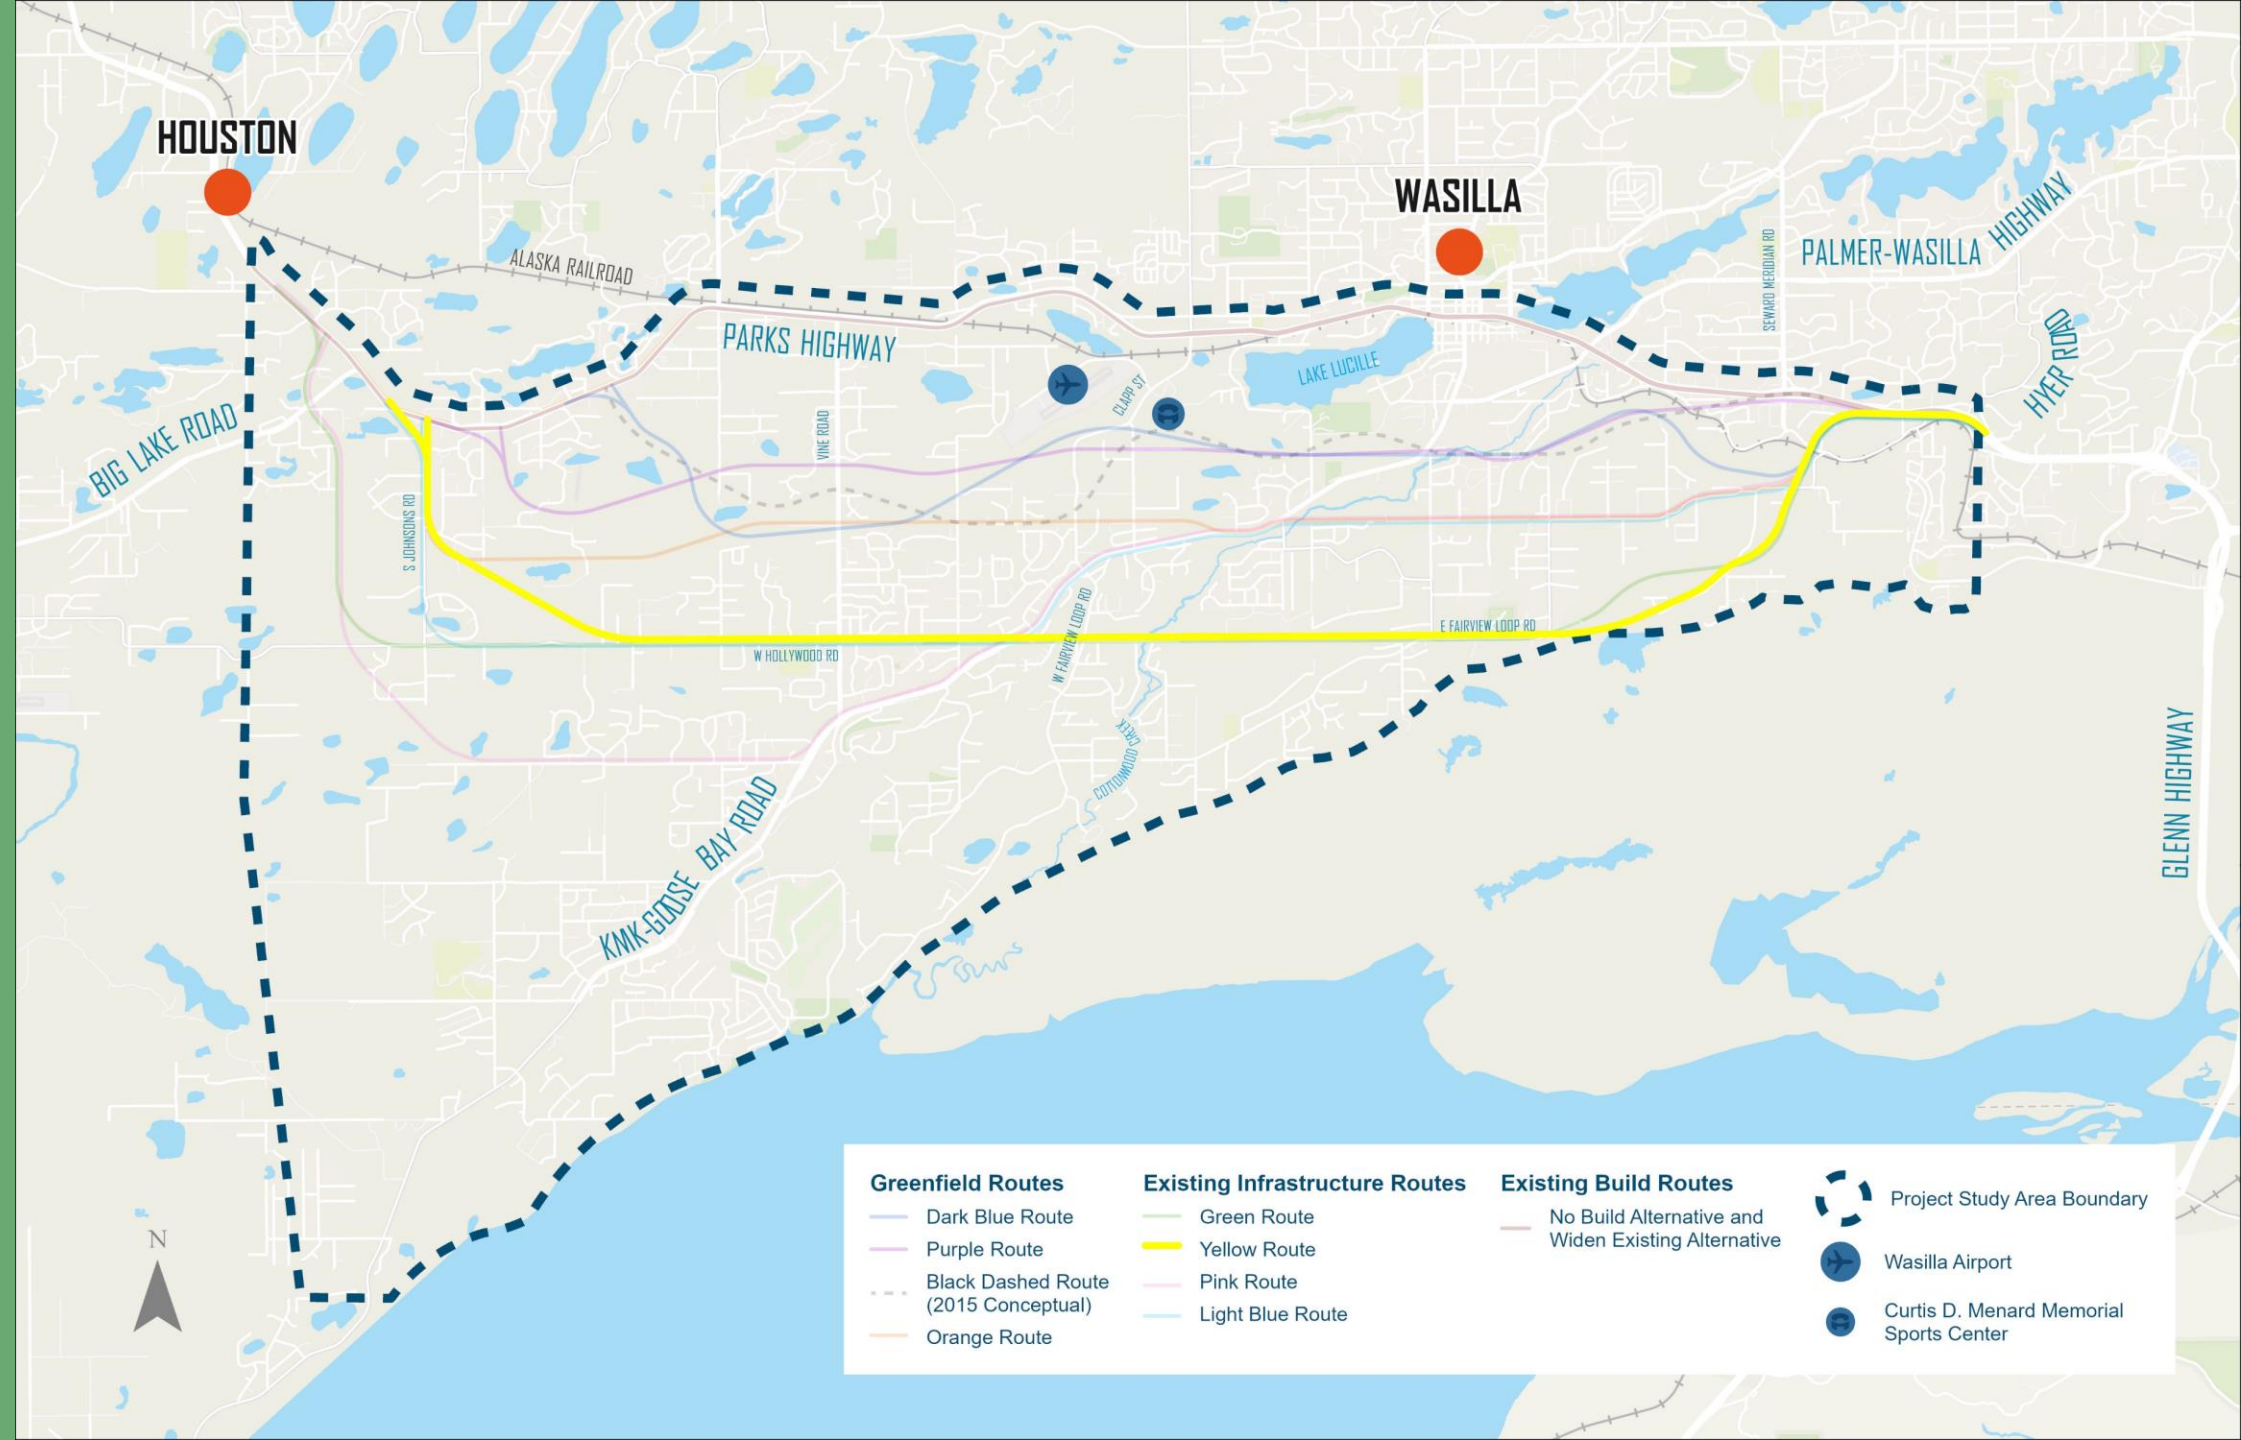 HOUSTON
WASILLA
PALMER-WASILLA HIGHWAY
SEWARD MERIDIAN RD
ALASKA RAILROAD
PARKS HIGHWAY
HYER ROAD
LAKE LUCILLE
CLAPP ST
BIG LAKE ROAD
VINE ROAD
S JOHNSONS RD
W FAIRVIEW LOOP RD
E FAIRVIEW LOOP RD
W HOLLYWOOD RD
COTTONWOOD CREEK
KMK-GOOSE BAY ROAD
GLENN HIGHWAY
N
Greenfield Routes
Dark Blue Route
Purple Route
Black Dashed Route
(2015 Conceptual)
Orange Route
Existing Infrastructure Routes
Green Route
Yellow Route
Pink Route
Light Blue Route
Existing Build Routes
No Build Alternative and
Widen Existing Alternative
Project Study Area Boundary
Wasilla Airport
Curtis D. Menard Memorial
Sports Center